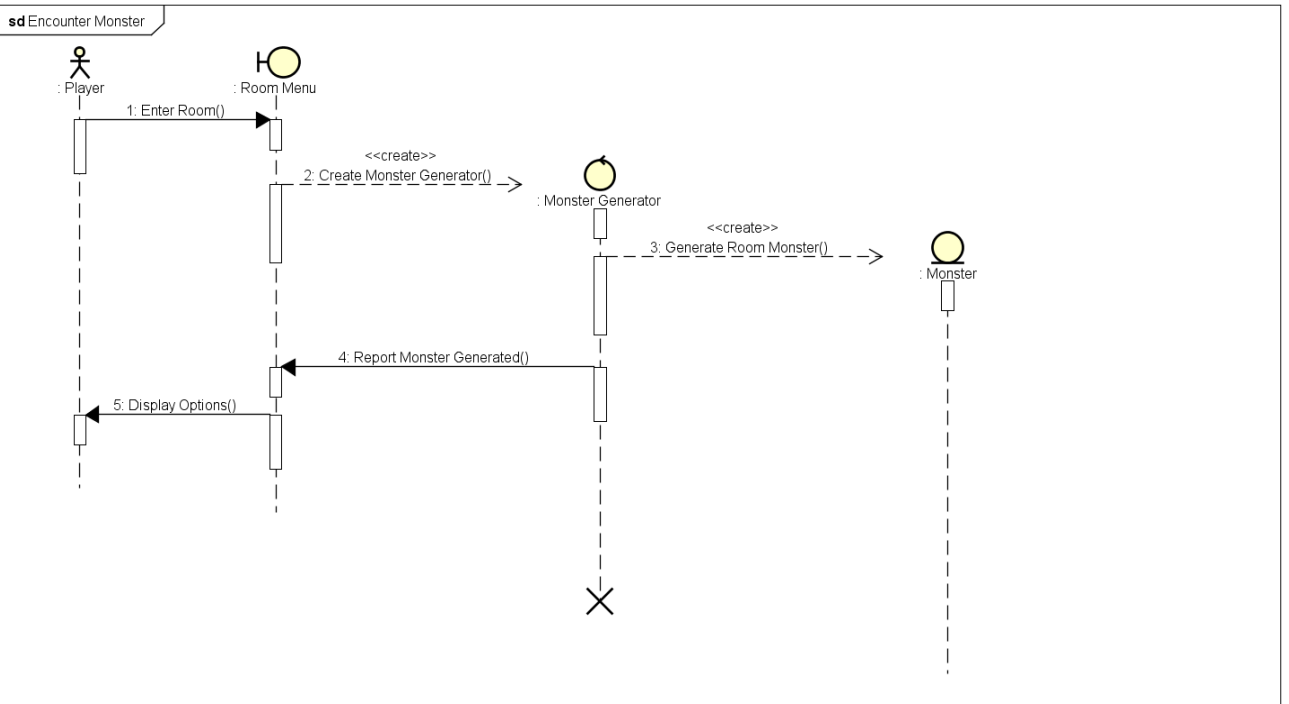 sd Encounter Monster
: Player
: Room Menu
1: Enter Room()
<<create>>
2: Create Monster Generator()
: Monster Generator
<<create>>
3: Generate Room Monster()
: Monster
4: Report Monster Generated()
5: Display Options()